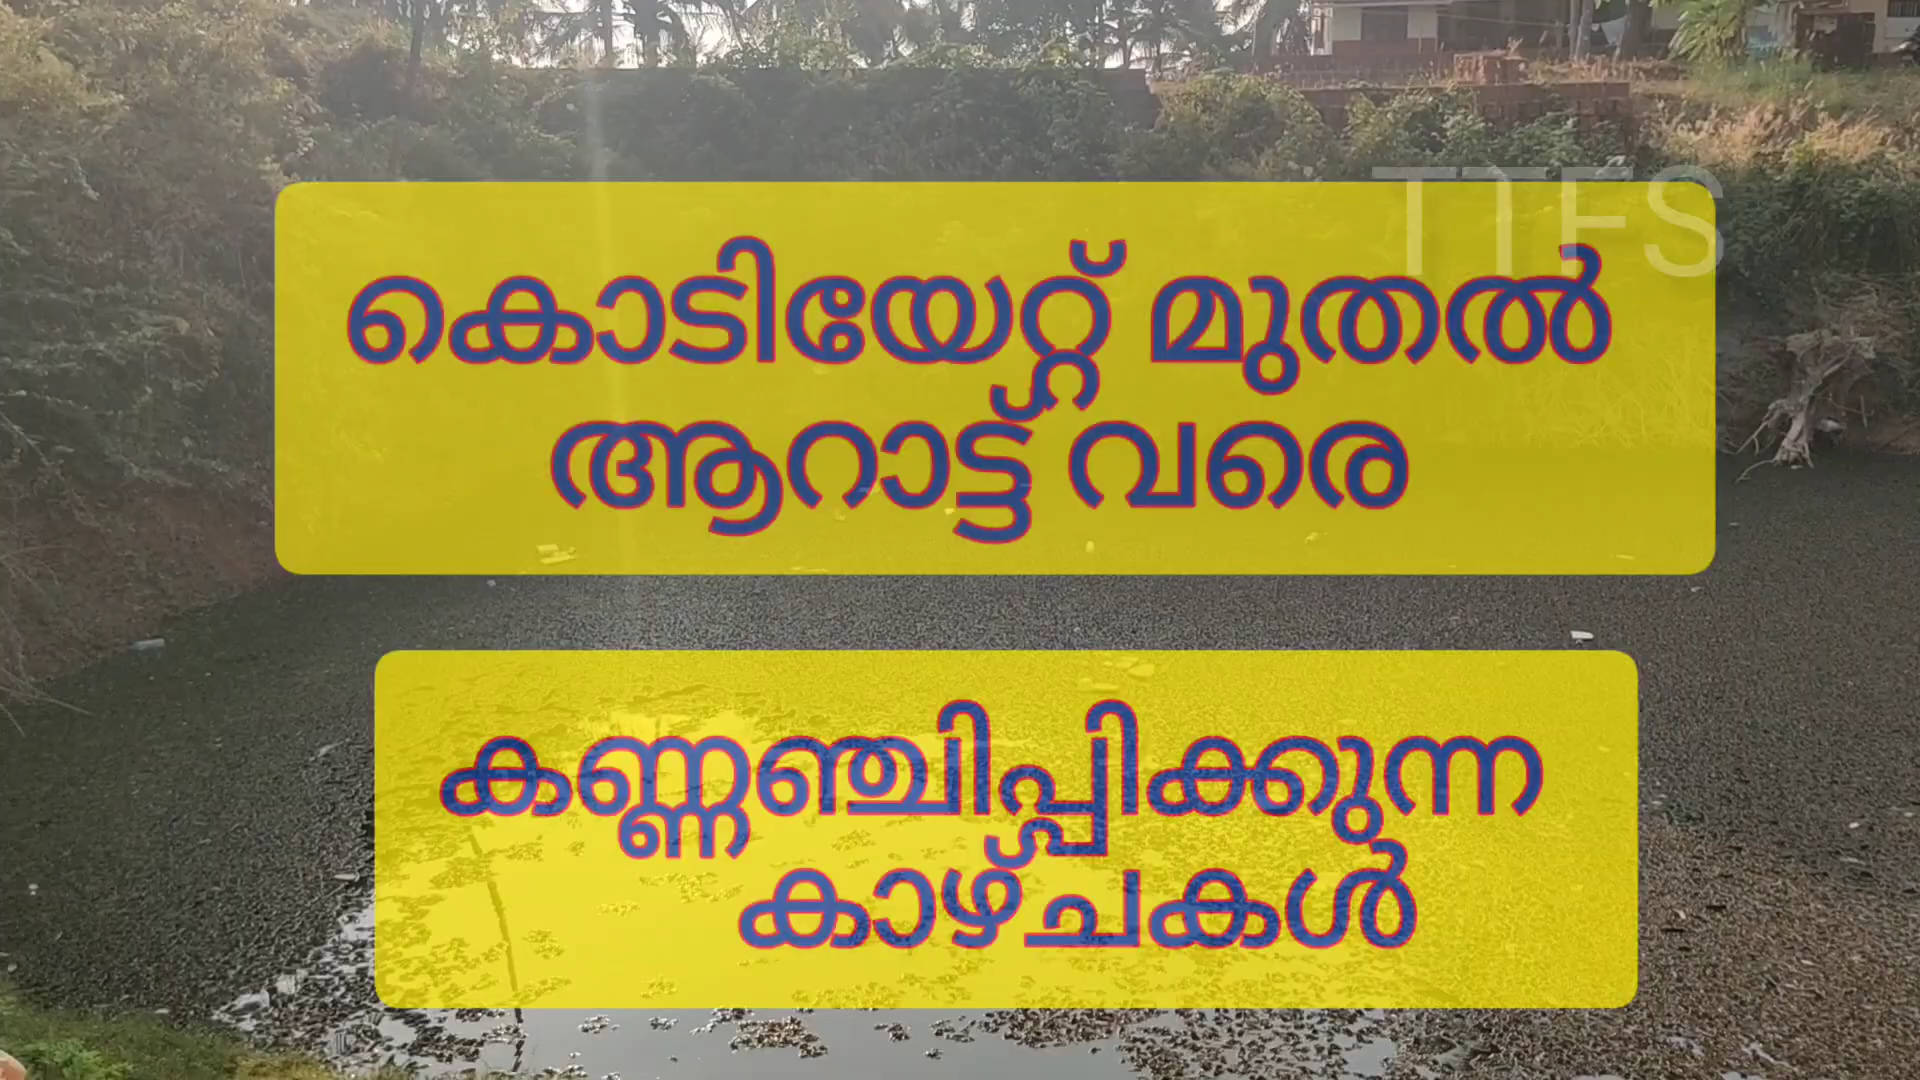 TTFS
കൊടിയേറ്റ് മുതൽ
ആറാട്ട് വരെ
കണ്ണഞ്ചിപ്പിക്കുന്ന
കാഴ്ചകൾ